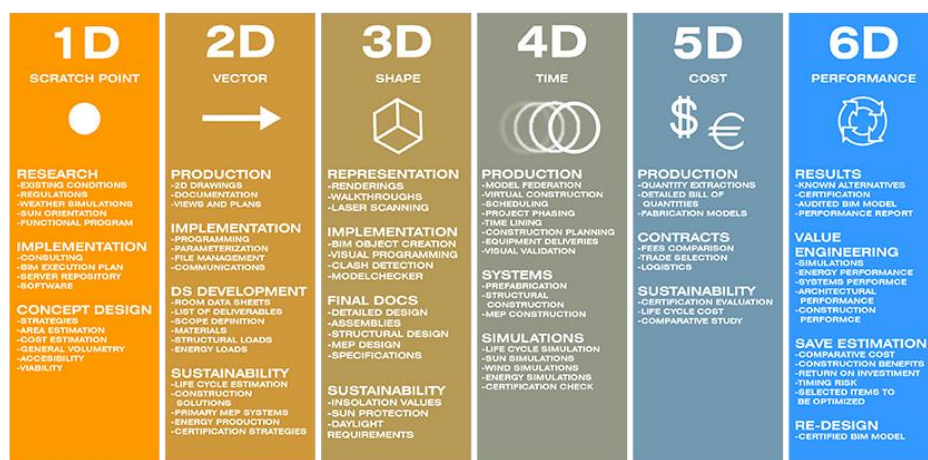 1D
SCRATCH POINT
RESEARCH
-EXISTING CONDITIONS
-REGULATIONS
-WEATHER SIMULATIONS
-SUN ORIENTATION
-FUNCTIONAL PROGRAM
IMPLEMENTATION
-CONSULTING
-BIM EXECUTION PLAN
-SERVER REPOSITORY
-SOFTWARE
CONCEPT DESIGN
-STRATEGIES
-AREA ESTIMATION
-COST ESTIMATION
-GENERAL VOLUMETRY
-ACCESIBILITY
-VIABILITY
2D
VECTOR
PRODUCTION
-2D DRAWINGS
-DOCUMENTATION
-VIEWS AND PLANS
IMPLEMENTATION
-PROGRAMMING
-PARAMETERIZATION
-FILE MANAGEMENT
-COMMUNICATIONS
DS DEVELOPMENT
-ROOM DATA SHEETS
-LIST OF DELIVERABLES
-SCOPE DEFINITION
-MATERIALS
-STRUCTURAL LOADS
-ENERGY LOADS
SUSTAINABILITY
-LIFE CYCLE ESTIMATION
-CONSTRUCTION
SOLUTIONS
-PRIMARY MEP SYSTEMS
-ENERGY PRODUCTION
-CERTIFICATION STRATEGIES
3D
SHAPE
REPRESENTATION
-RENDERINGS
-WALKTHROUGHS
-LASER SCANNING
IMPLEMENTATION
-BIM OBJECT CREATION
-VISUAL PROGRAMMING
-CLASH DETECTION
-MODELCHECKER
FINAL DOCS
-DETAILED DESIGN
-ASSEMBLIES
-STRUCTURAL DESIGN
-MEP DESIGN
-SPECIFICATIONS
SUSTAINABILITY
-INSOLATION VALUES
-SUN PROTECTION
-DAYLIGHT
REQUIREMENTS
4D
TIME
PRODUCTION
-MODEL FEDERATION
-VIRTUAL CONSTRUCTION
-SCHEDULING
-PROJECT PHASING
-TIME LINING
-CONSTRUCTION PLANNING
-EQUIPMENT DELIVERIES
-VISUAL VALIDATION
SYSTEMS
-PREFABRICATION
-STRUCTURAL
CONSTRUCTION
-MEP CONSTRUCTION
SIMULATIONS
-LIFE CYCLE SIMULATION
-SUN SIMULATIONS
-WIND SIMULATIONS
-ENERGY SIMULATIONS
-CERTIFICATION CHECK
5D
COST
$ €
PRODUCTION
-QUANTITY EXTRACTIONS
-DETAILED BILL OF
QUANTITIES
-FABRICATION MODELS
CONTRACTS
-FEES COMPARISON
-TRADE SELECTION
-LOGISTICS
SUSTAINABILITY
-CERTIFICATION EVALUATION
-LIFE CYCLE COST
-COMPARATIVE STUDY
6D
PERFORMANCE
RESULTS
-KNOWN ALTERNATIVES
-CERTIFICATION
-AUDITED BIM MODEL
-PERFORMANCE REPORT
VALUE
ENGINEERING
-SIMULATIONS
-ENERGY PERFORMANCE
-SYSTEMS PERFORMCE
-ARCHITECTURAL
PERFORMANCE
-CONSTRUCTION
PERFORMCE
SAVE ESTIMATION
-COMPARATIVE COST
-CONSTRUCTION BENEFITS
-RETURN ON INVESTIMENT
-TIMING RISK
-SELECTED ITEMS TO
BE OPTIMIZED
RE-DESIGN
-CERTIFIED BIM MODEL